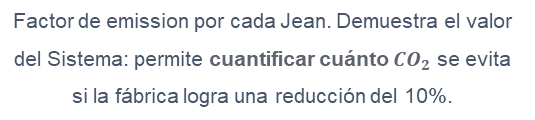 Factor de emission por cada Jean. Demuestra el valor
del Sistema: permite cuantificar cuánto CO₂ se evita
si la fábrica logra una reducción del 10%.